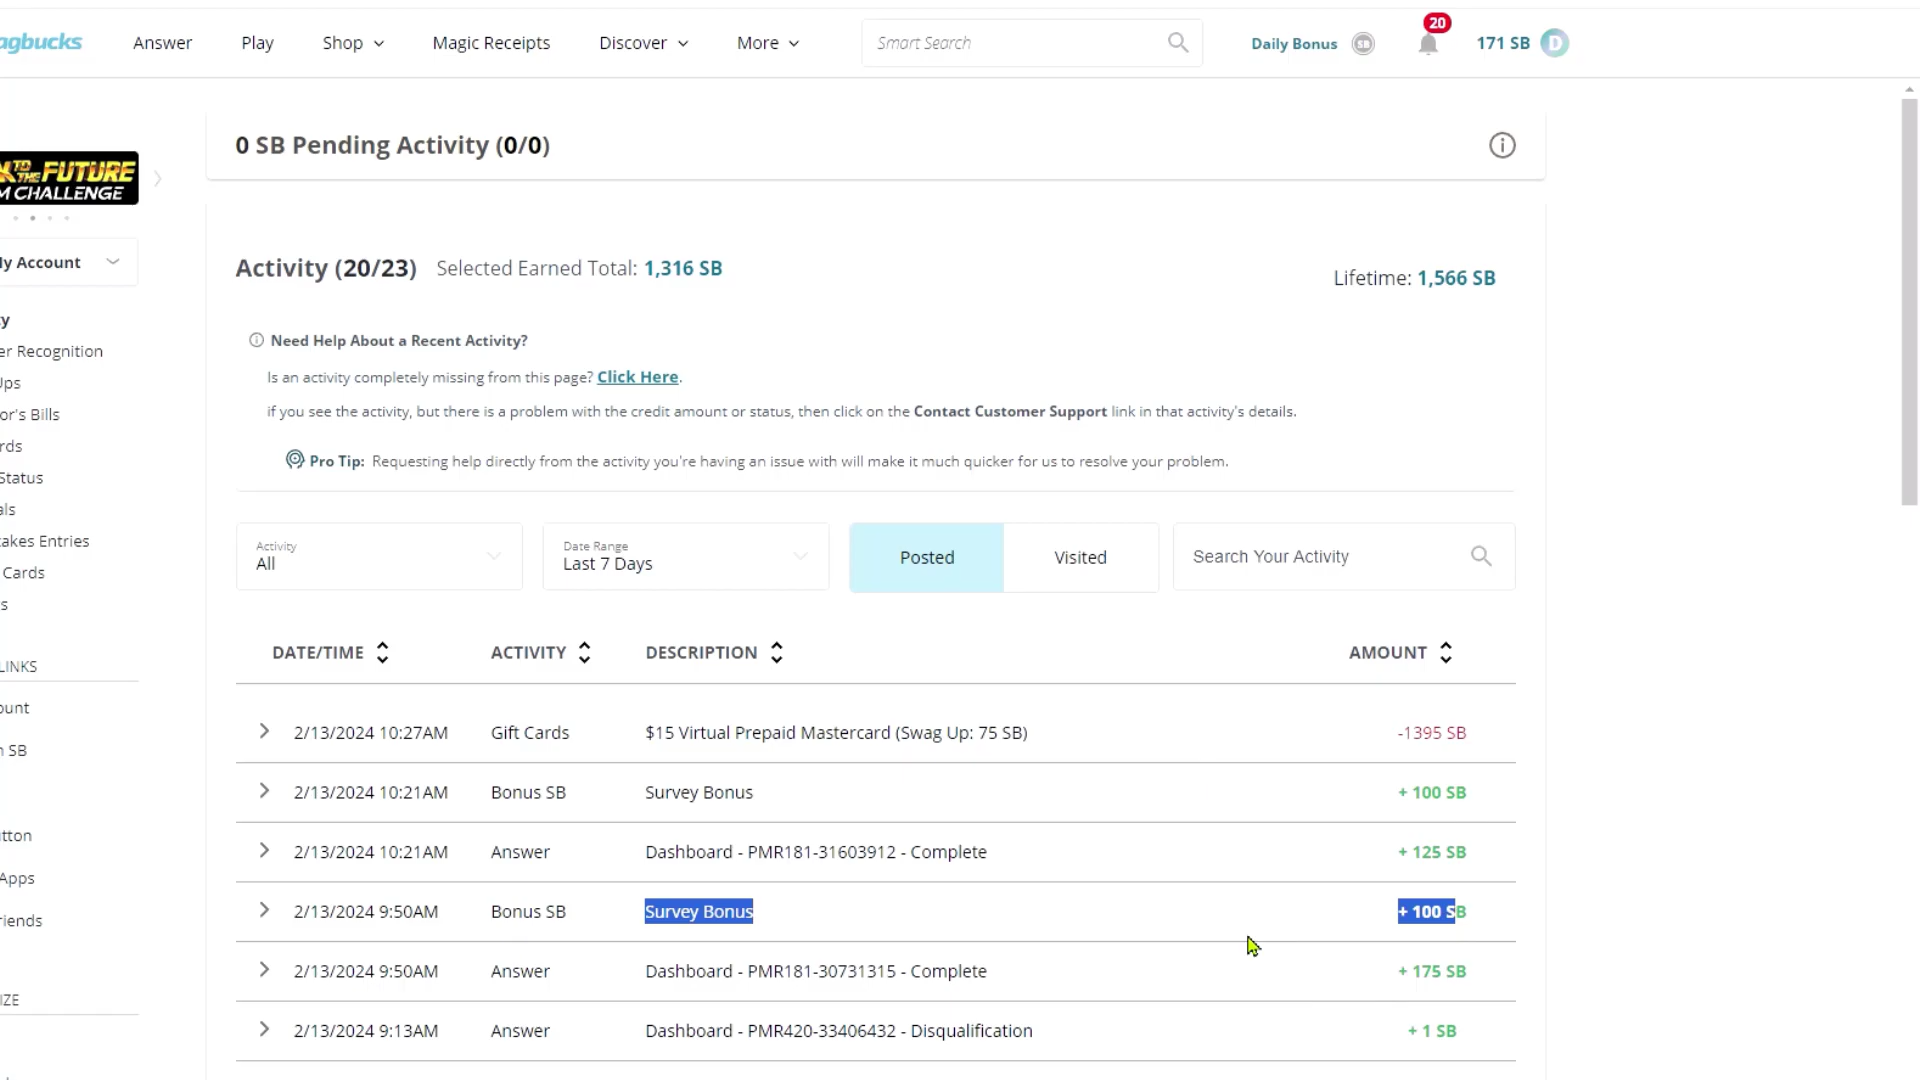 agbucks Answer Play Shop Magic Receipts Discover More Smart Search Daily Bonus SB 20 171 SB D
0 SB Pending Activity (0/0)
TO THE FUTURE
M CHALLENGE
Activity (20/23) Selected Earned Total: 1,316 SB Lifetime: 1,566 SB
ly Account
ty
Need Help About a Recent Activity?
er Recognition
Is an activity completely missing from this page? Click Here.
Ups
or's Bills
if you see the activity, but there is a problem with the credit amount or status, then click on the Contact Customer Support link in that activity's details.
rds
Pro Tip: Requesting help directly from the activity you're having an issue with will make it much quicker for us to resolve your problem.
Status
als
akes Entries
Cards
s
Activity
All
Date Range
Last 7 Days
Posted Visited Search Your Activity
LINKS
ount
n SB
tton
Apps
riends
IZE
DATE/TIME ACTIVITY DESCRIPTION AMOUNT
2/13/2024 10:27AM Gift Cards $15 Virtual Prepaid Mastercard (Swag Up: 75 SB) -1395 SB
2/13/2024 10:21AM Bonus SB Survey Bonus + 100 SB
2/13/2024 10:21AM Answer Dashboard - PMR181-31603912 - Complete + 125 SB
2/13/2024 9:50AM Bonus SB Survey Bonus + 100 SB
2/13/2024 9:50AM Answer Dashboard - PMR181-30731315 - Complete + 175 SB
2/13/2024 9:13AM Answer Dashboard - PMR420-33406432 - Disqualification + 1 SB